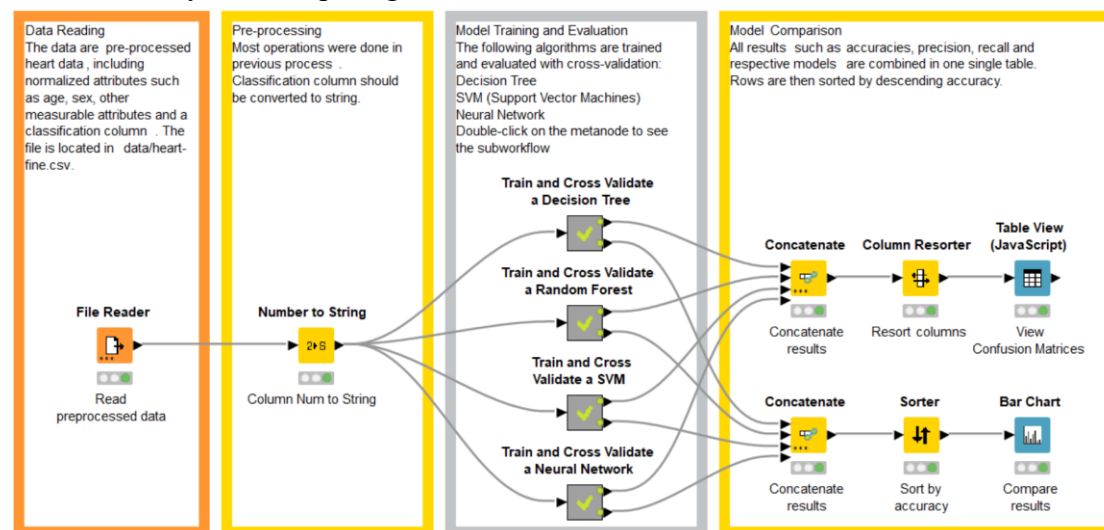 Data Reading
The data are pre-processed
heart data , including
normalized attributes such
as age, sex, other
measurable attributes and a
classification column . The
file is located in data/heart-
fine.csv.
Pre-processing
Most operations were done in
previous process .
Classification column should
be converted to string.
Model Training and Evaluation
The following algorithms are trained
and evaluated with cross-validation:
Decision Tree
SVM (Support Vector Machines)
Neural Network
Double-click on the metanode to see
the subworkflow
Model Comparison
All results such as accuracies, precision, recall and
respective models are combined in one single table.
Rows are then sorted by descending accuracy.
File Reader
Read
preprocessed data
Number to String
2▸S
Column Num to String
Train and Cross Validate
a Decision Tree
Train and Cross Validate
a Random Forest
Train and Cross
Validate a SVM
Train and Cross Validate
a Neural Network
Concatenate
Concatenate
results
Column Resorter
Resort columns
Table View
(JavaScript)
View
Confusion Matrices
Concatenate
Concatenate
results
Sorter
Sort by
accuracy
Bar Chart
Compare
results